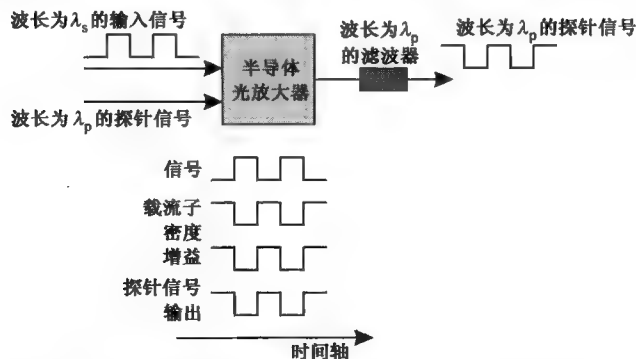 波长为λs的输入信号
波长为λp的探针信号
半导体
光放大器
波长为λp
的滤波器
波长为λp的探针信号
信号
载流子
密度
增益
探针信号
输出
时间轴